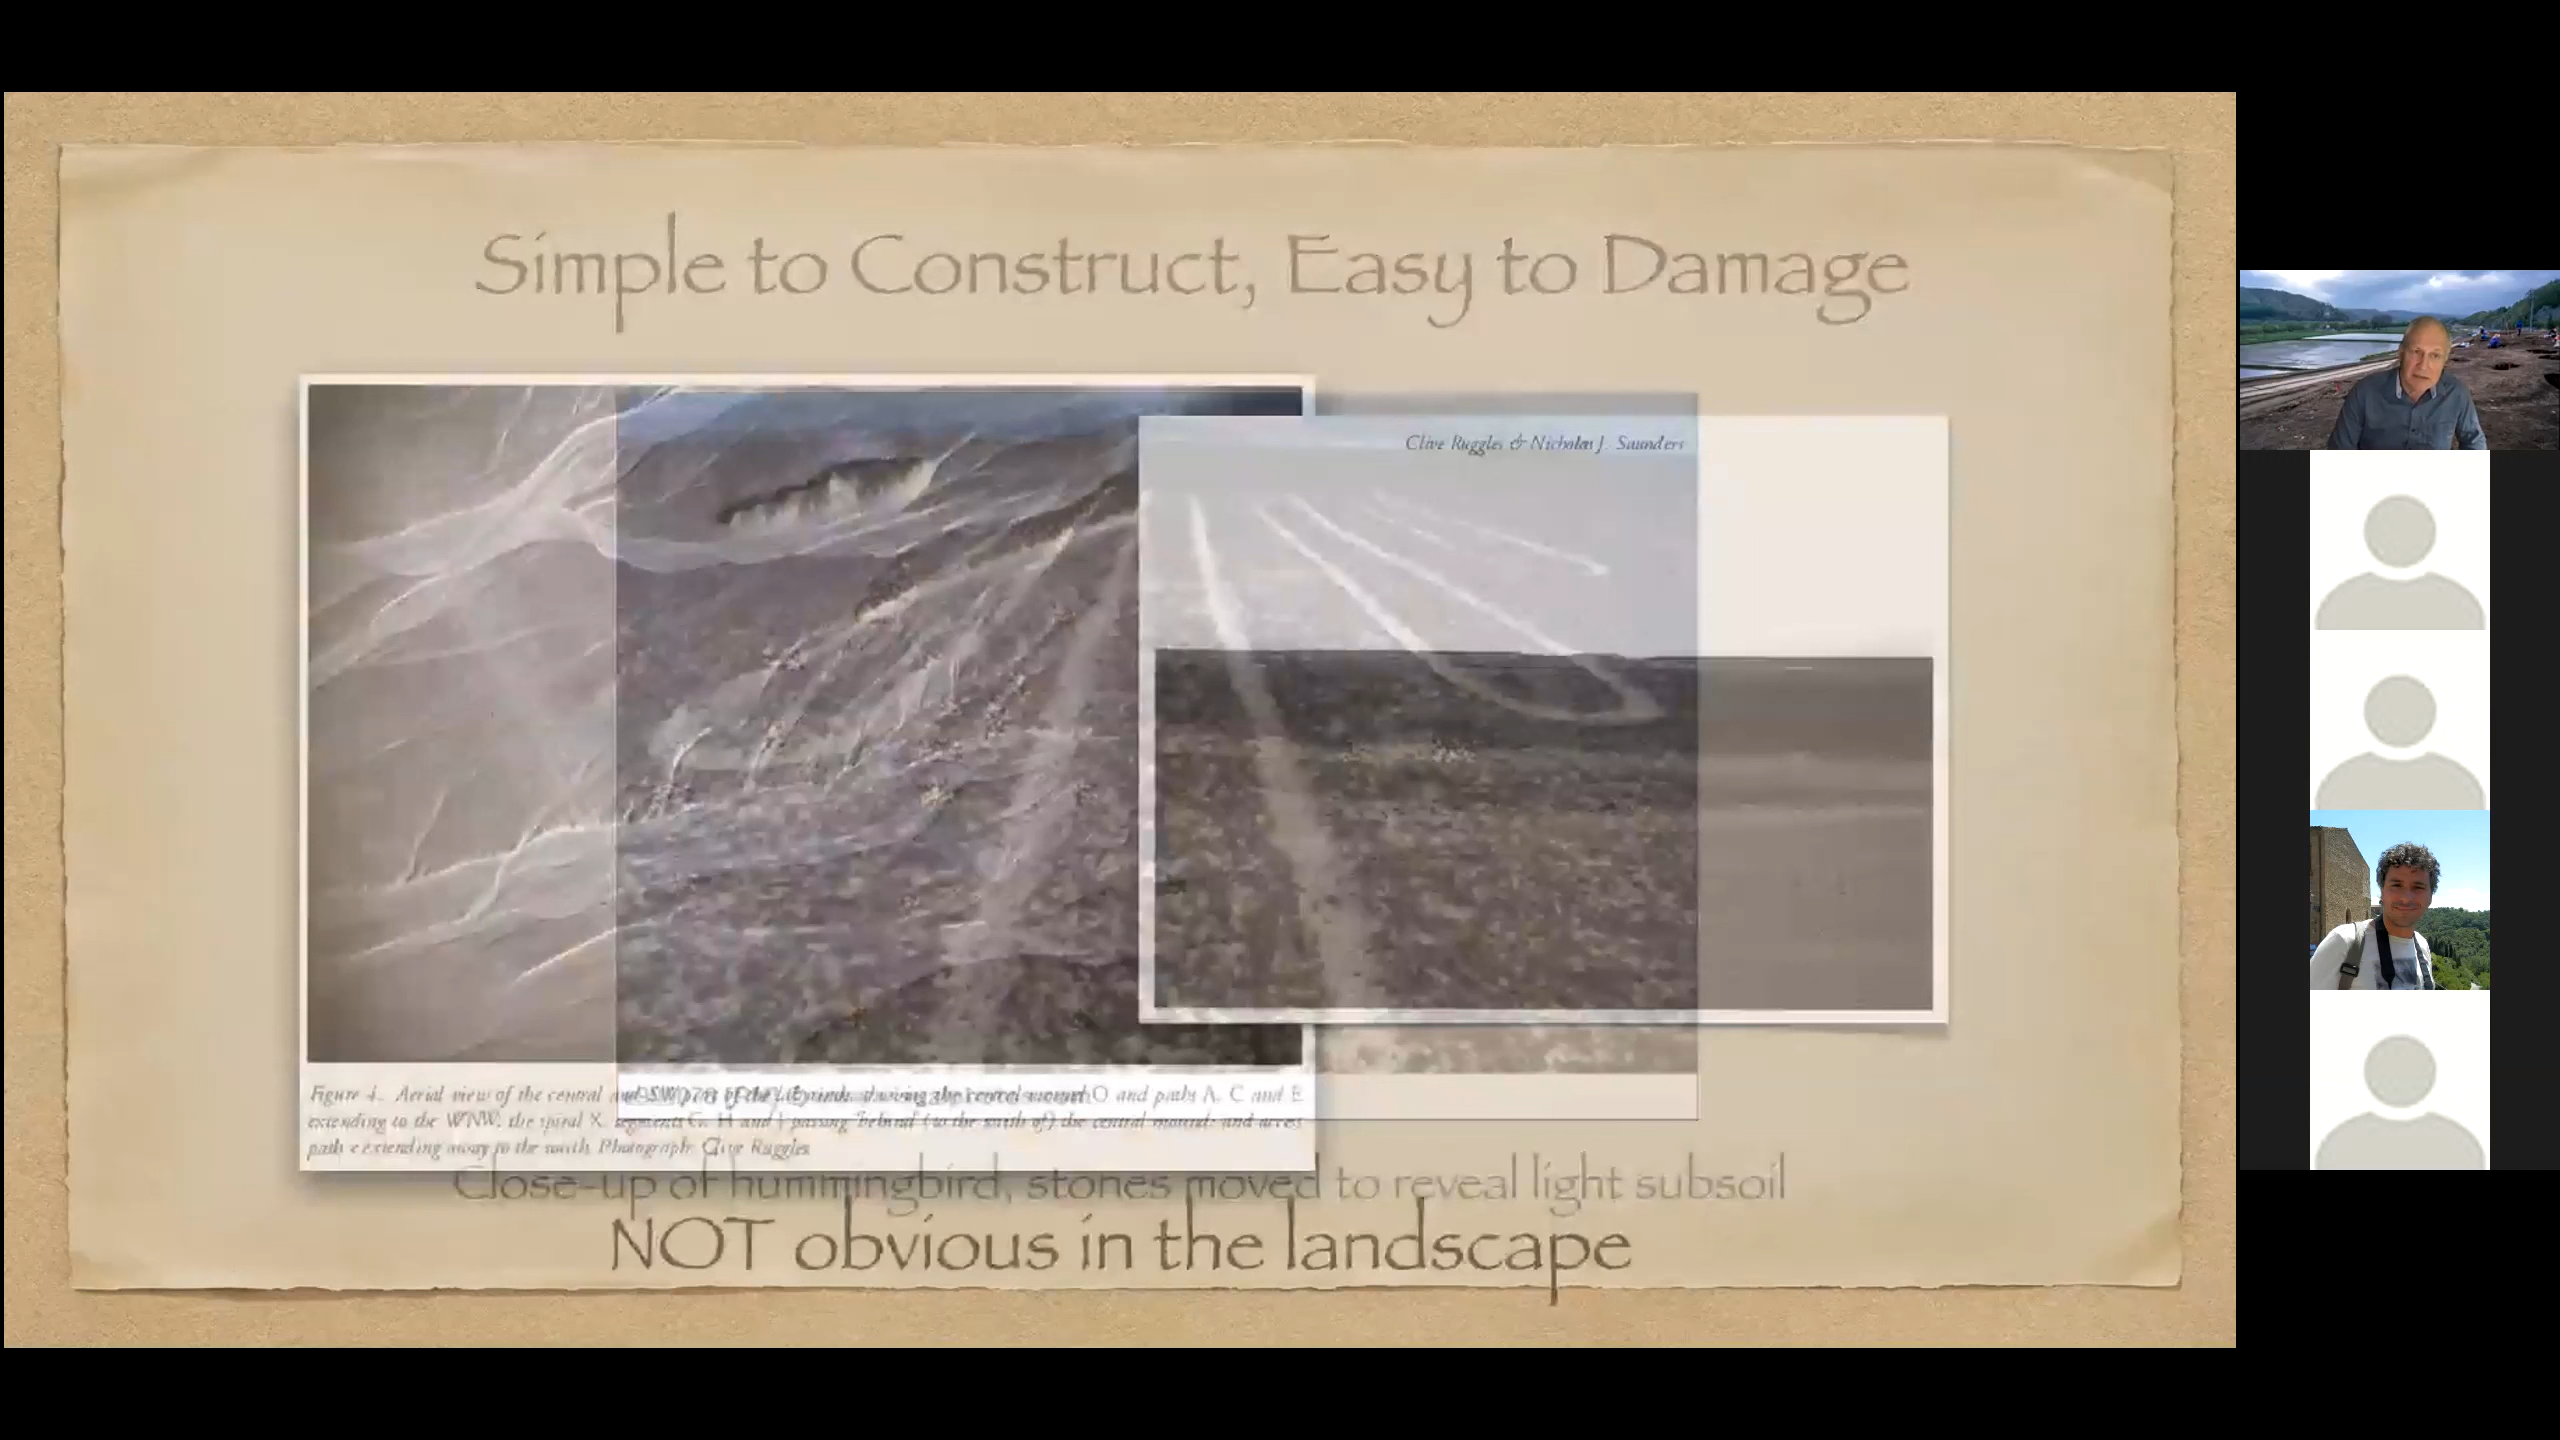 Simple to Construct, Easy to Damage
Clive Ruggles & Nicholas J. Saunders
Figure 4. Aerial view of the central and SW part of the labyrinth showing the central mound O and paths A, C and E
extending to the WNW; the spiral X, segments G, H and J passing 'behind' (to the south of) the central mound; and access
path e extending away to the south. Photograph: Clive Ruggles
Close-up of hummingbird, stones moved to reveal light subsoil
NOT obvious in the landscape